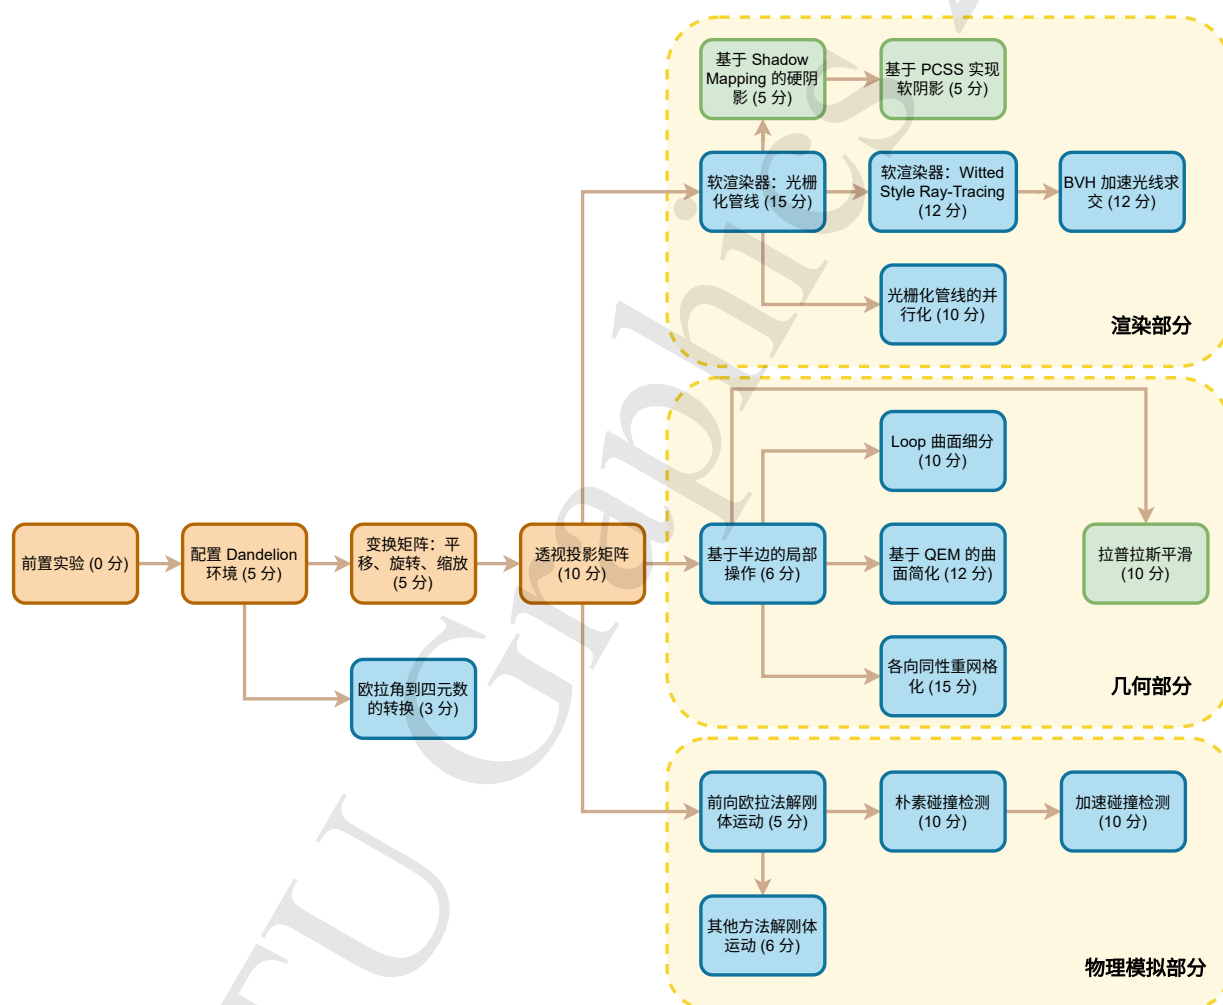 基于 Shadow
Mapping 的硬阴
影 (5 分)
基于 PCSS 实现
软阴影 (5 分)
软渲染器：光栅
化管线 (15 分)
软渲染器：Witted
Style Ray-Tracing
(12 分)
BVH 加速光线求
交 (12 分)
光栅化管线的并
行化 (10 分)
渲染部分
Loop 曲面细分
(10 分)
前置实验 (0 分)
配置 Dandelion
环境 (5 分)
变换矩阵：平
移、旋转、缩放
(5 分)
透视投影矩阵
(10 分)
基于半边的局部
操作 (6 分)
基于 QEM 的曲
面简化 (12 分)
拉普拉斯平滑
(10 分)
欧拉角到四元数
的转换 (3 分)
各向同性重网格
化 (15 分)
几何部分
前向欧拉法解刚
体运动 (5 分)
朴素碰撞检测
(10 分)
加速碰撞检测
(10 分)
其他方法解刚体
运动 (6 分)
物理模拟部分
TU Graphics